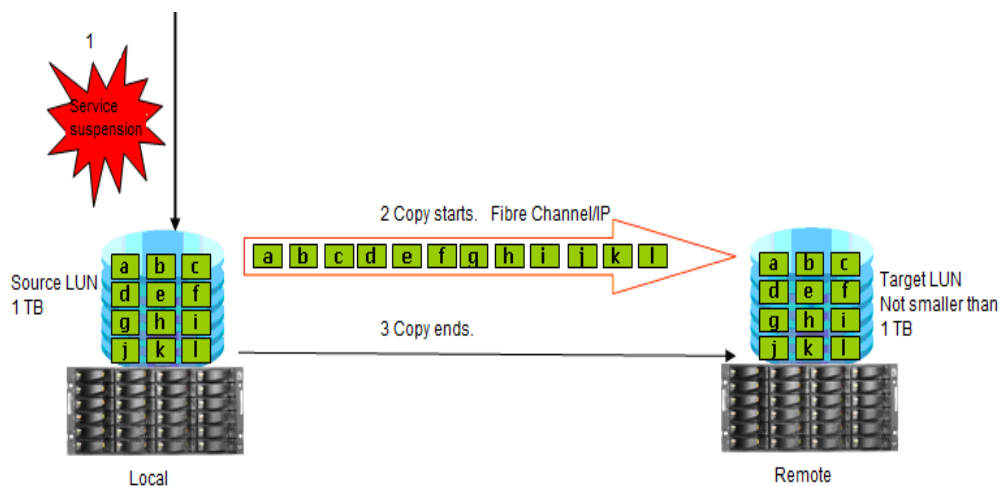 1
Service
suspension
2 Copy starts. Fibre Channel/IP
a b c d e f g h i j k l
Source LUN
1 TB
a b c
d e f
g h i
j k l
a b c
d e f
g h i
j k l
Target LUN
Not smaller than
1 TB
3 Copy ends.
Local
Remote